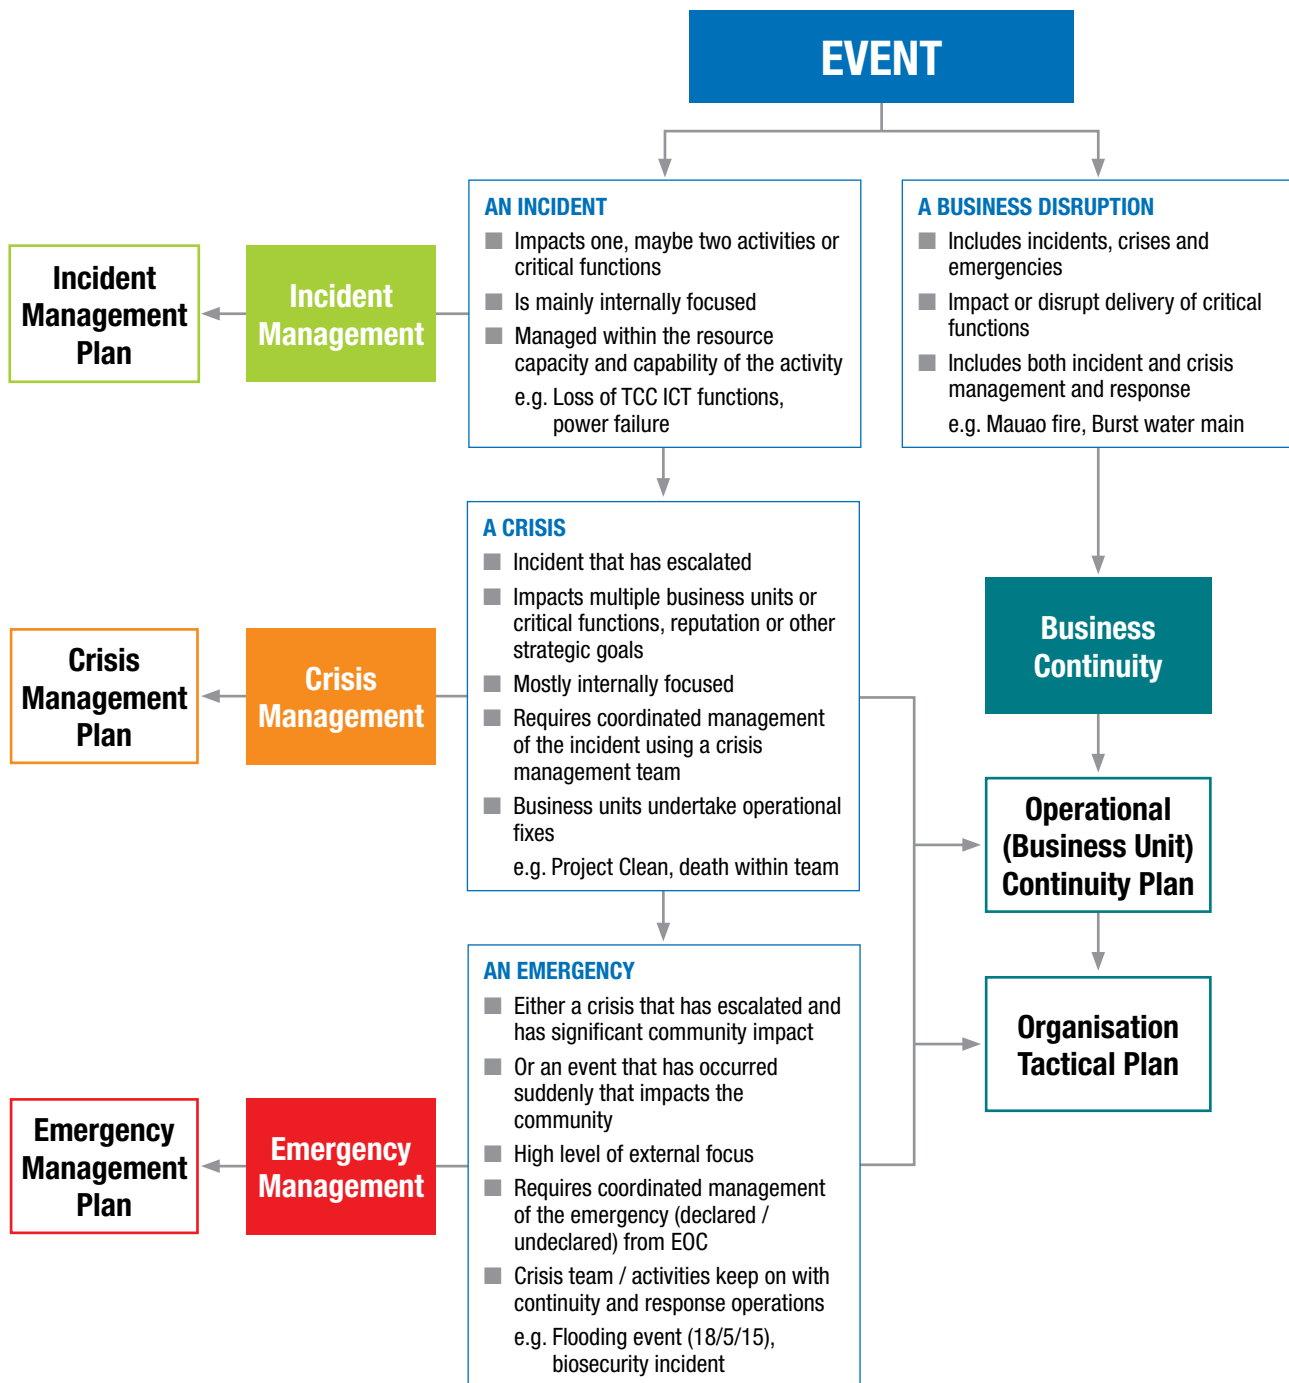 EVENT
AN INCIDENT
Impacts one, maybe two activities or
critical functions
Is mainly internally focused
Managed within the resource
capacity and capability of the activity
e.g. Loss of TCC ICT functions,
power failure
A BUSINESS DISRUPTION
Includes incidents, crises and
emergencies
Impact or disrupt delivery of critical
functions
Includes both incident and crisis
management and response
e.g. Mauao fire, Burst water main
Incident
Management
Plan
Incident
Management
A CRISIS
Incident that has escalated
Impacts multiple business units or
critical functions, reputation or other
strategic goals
Mostly internally focused
Requires coordinated management
of the incident using a crisis
management team
Business units undertake operational
fixes
e.g. Project Clean, death within team
Crisis
Management
Plan
Crisis
Management
Business
Continuity
Operational
(Business Unit)
Continuity Plan
AN EMERGENCY
Either a crisis that has escalated and
has significant community impact
Or an event that has occurred
suddenly that impacts the
community
High level of external focus
Requires coordinated management
of the emergency (declared /
undeclared) from EOC
Crisis team / activities keep on with
continuity and response operations
e.g. Flooding event (18/5/15),
biosecurity incident
Organisation
Tactical Plan
Emergency
Management
Plan
Emergency
Management